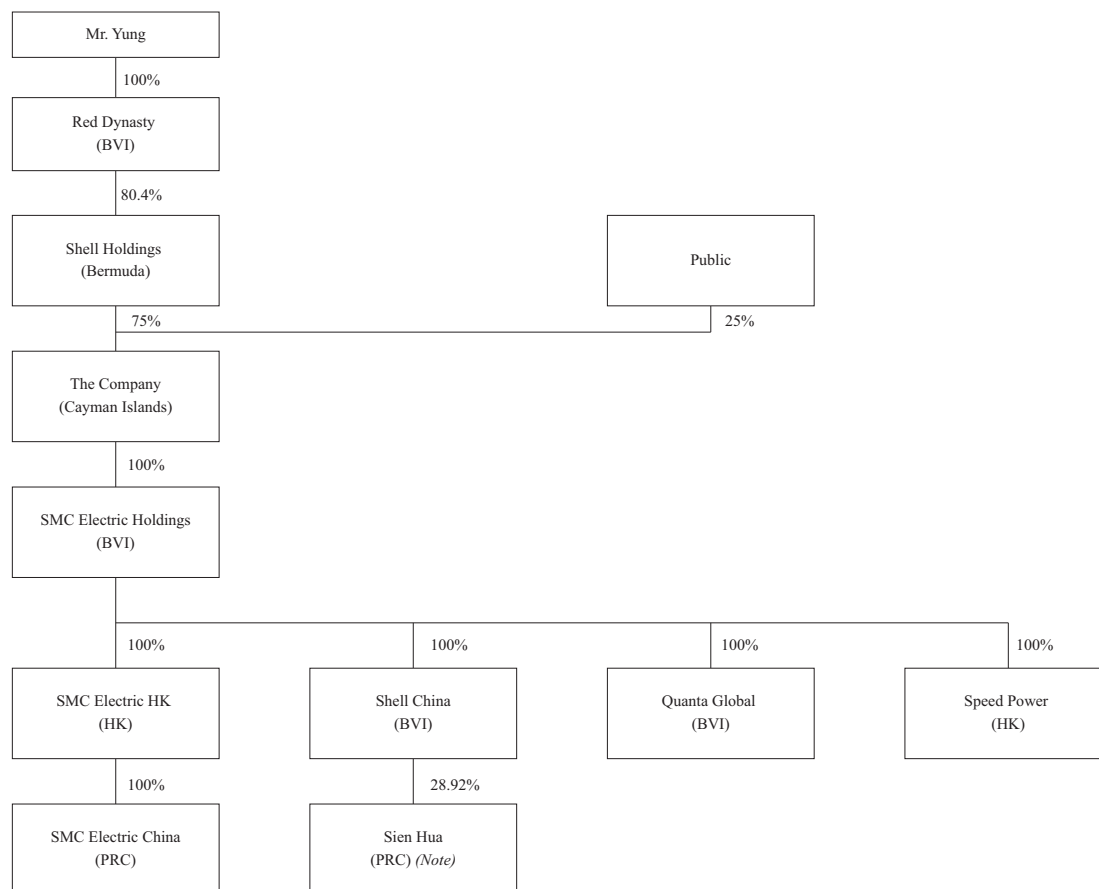 Mr. Yung
100%
Red Dynasty
(BVI)
80.4%
Shell Holdings
(Bermuda)
Public
75%
25%
The Company
(Cayman Islands)
100%
SMC Electric Holdings
(BVI)
100%
100%
100%
100%
SMC Electric HK
(HK)
Shell China
(BVI)
Quanta Global
(BVI)
Speed Power
(HK)
100%
28.92%
SMC Electric China
(PRC)
Sien Hua
(PRC) (Note)